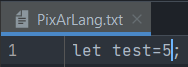 PixArLang.txt
1 let test=5;